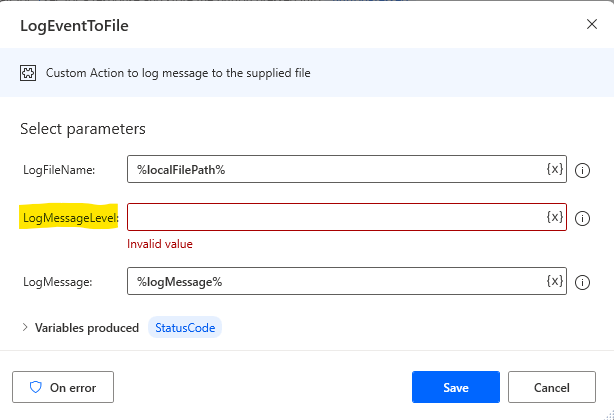 LogEventToFile
Custom Action to log message to the supplied file
Select parameters
LogFileName: %localFilePath% {x}
LogMessageLevel: {x}
Invalid value
LogMessage: %logMessage% {x}
Variables produced StatusCode
On error Save Cancel